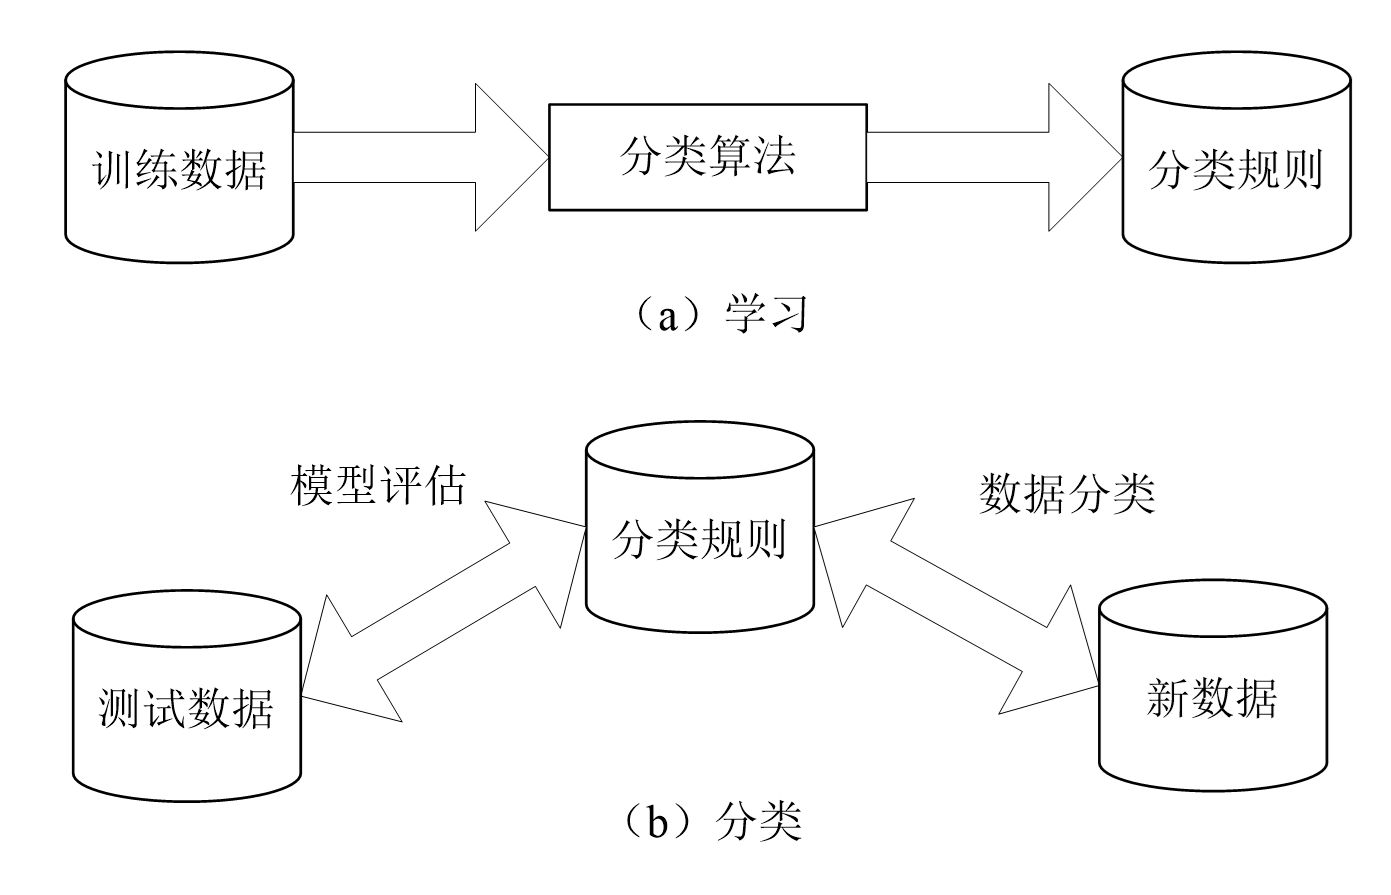 训练数据
分类算法
分类规则
（a）学习
模型评估
数据分类
分类规则
测试数据
新数据
（b）分类